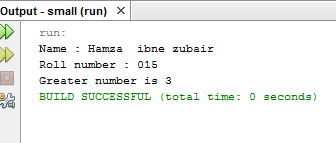 Output - small (run)
run:
Name : Hamza  ibne zubair
Roll number : 015
Greater number is 3
BUILD SUCCESSFUL (total time: 0 seconds)